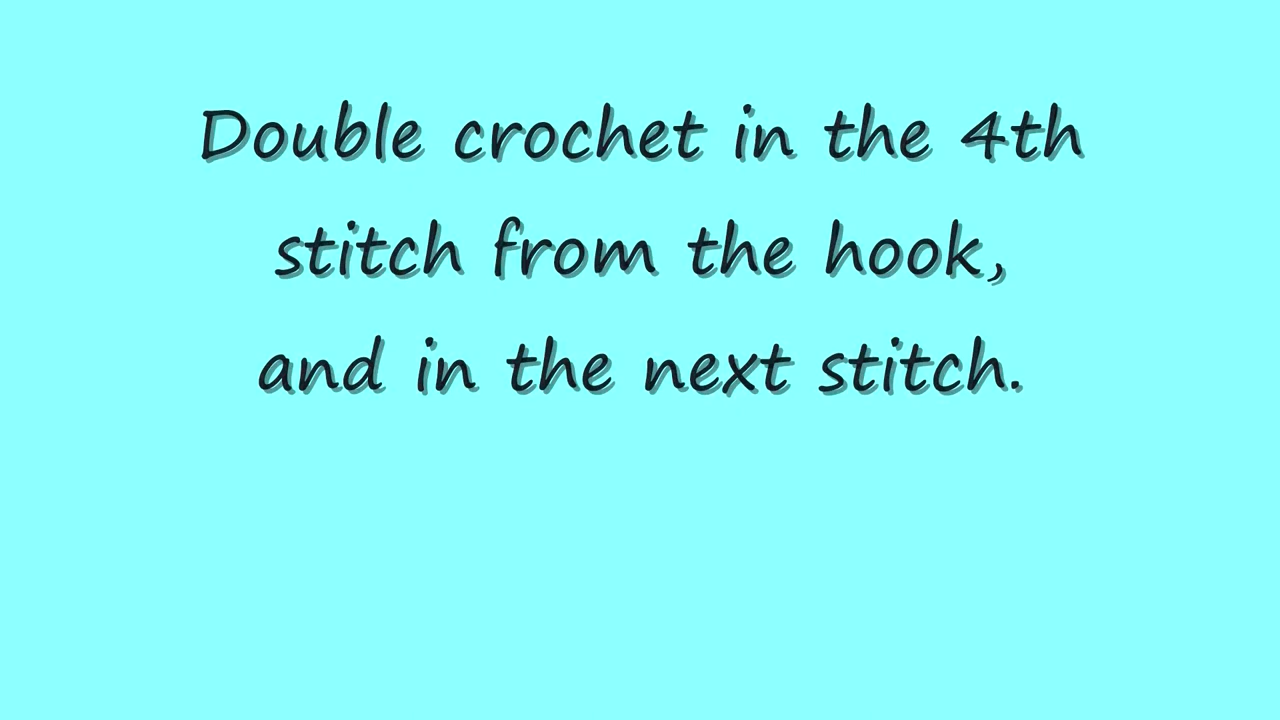 Double crochet in the 4th
stitch from the hook,
and in the next stitch.